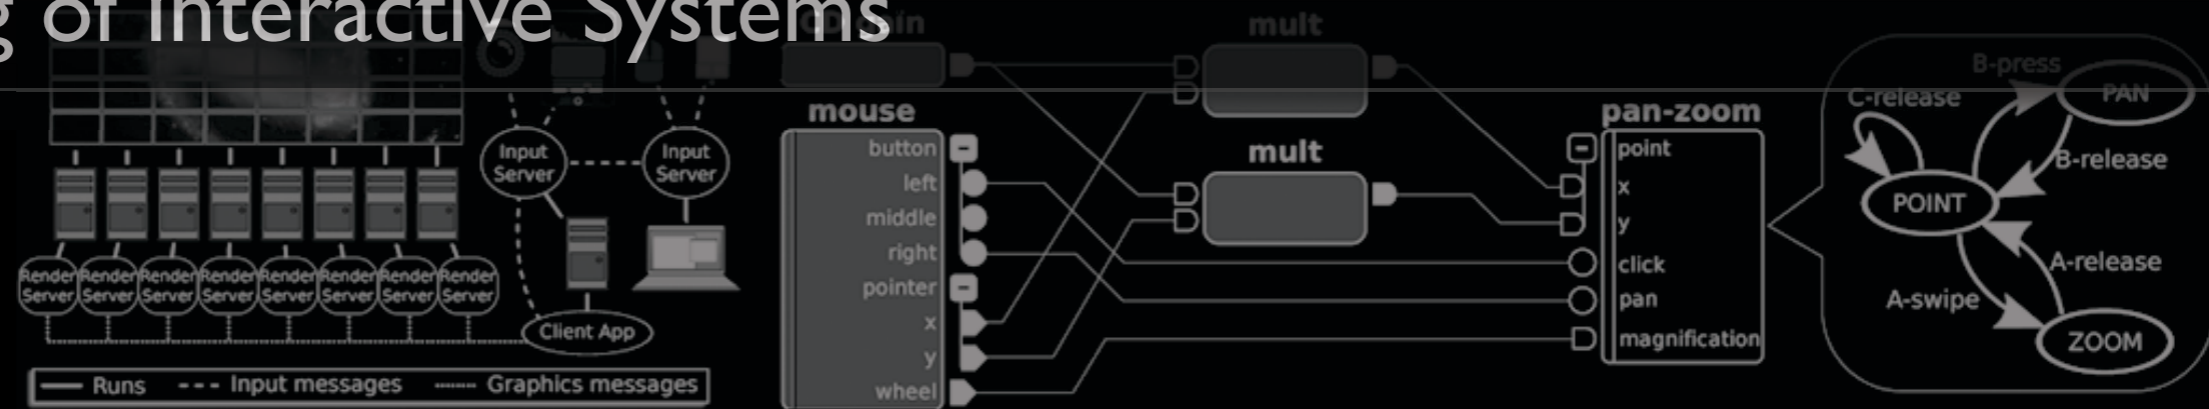 of Interactive Systems
mult
mouse
button
left
middle
right
pointer
x
y
wheel
mult
pan-zoom
point
x
y
click
pan
magnification
B-press
PAN
C-release
B-release
POINT
A-release
A-swipe
ZOOM
Input
Server
Input
Server
Render
Server
Render
Server
Render
Server
Render
Server
Render
Server
Render
Server
Render
Server
Render
Server
Client App
Runs
Input messages
Graphics messages